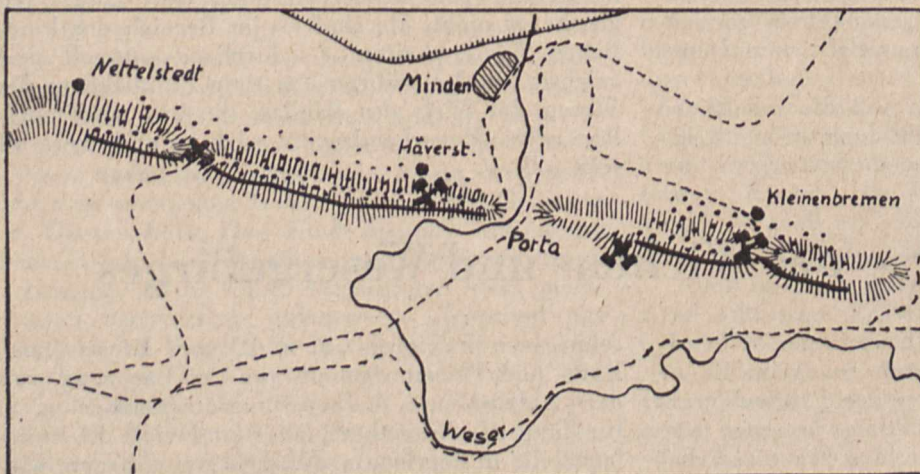 Nettelstedt
Minden
Häverst.
Kleinenbremen
Porta
Weser